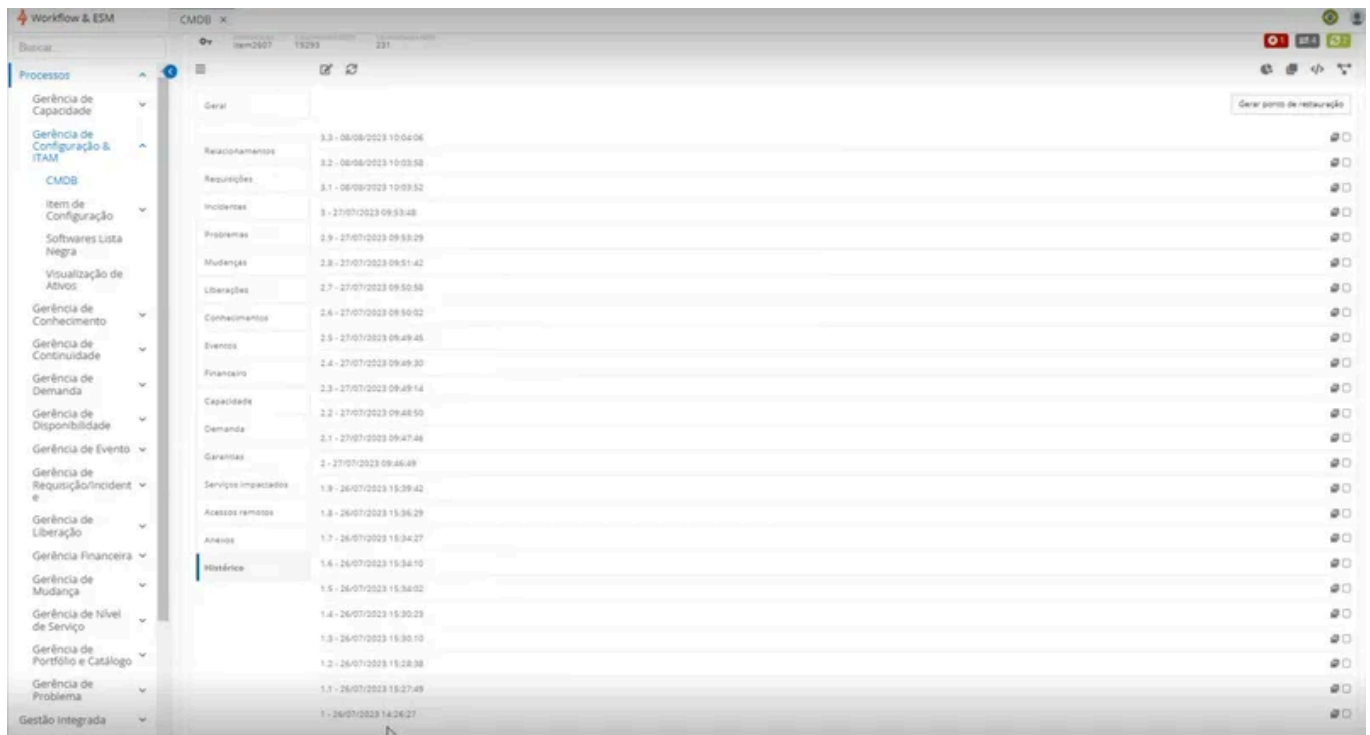 Workflow & ESM
CMDB ×
Buscar...
item2607 19293 231
1 4 2
Processos
Gerência de
Capacidade
Gerência de
Configuração &
ITAM
CMDB
Item de
Configuração
Softwares Lista
Negra
Visualização de
Ativos
Gerência de
Conhecimento
Gerência de
Continuidade
Gerência de
Demanda
Gerência de
Disponibilidade
Gerência de Evento
Gerência de
Requisição/Incident
e
Gerência de
Liberação
Gerência Financeira
Gerência de
Mudança
Gerência de Nível
de Serviço
Gerência de
Portfólio e Catálogo
Gerência de
Problema
Gestão Integrada
Geral
Relacionamentos
Requisições
Incidentes
Problemas
Mudanças
Liberações
Conhecimentos
Eventos
Financeiro
Capacidade
Demanda
Garantias
Serviços impactados
Acessos remotos
Anexos
Histórico
Gerar ponto de restauração
3.3 - 08/08/2023 10:04:06
3.2 - 08/08/2023 10:03:58
3.1 - 08/08/2023 10:03:52
3 - 27/07/2023 09:53:48
2.9 - 27/07/2023 09:53:29
2.8 - 27/07/2023 09:51:42
2.7 - 27/07/2023 09:50:58
2.6 - 27/07/2023 09:50:02
2.5 - 27/07/2023 09:49:45
2.4 - 27/07/2023 09:49:30
2.3 - 27/07/2023 09:49:14
2.2 - 27/07/2023 09:48:50
2.1 - 27/07/2023 09:47:46
2 - 27/07/2023 09:46:49
1.9 - 26/07/2023 15:39:42
1.8 - 26/07/2023 15:36:29
1.7 - 26/07/2023 15:34:27
1.6 - 26/07/2023 15:34:10
1.5 - 26/07/2023 15:34:02
1.4 - 26/07/2023 15:30:23
1.3 - 26/07/2023 15:30:10
1.2 - 26/07/2023 15:28:38
1.1 - 26/07/2023 15:27:49
1 - 26/07/2023 14:26:27